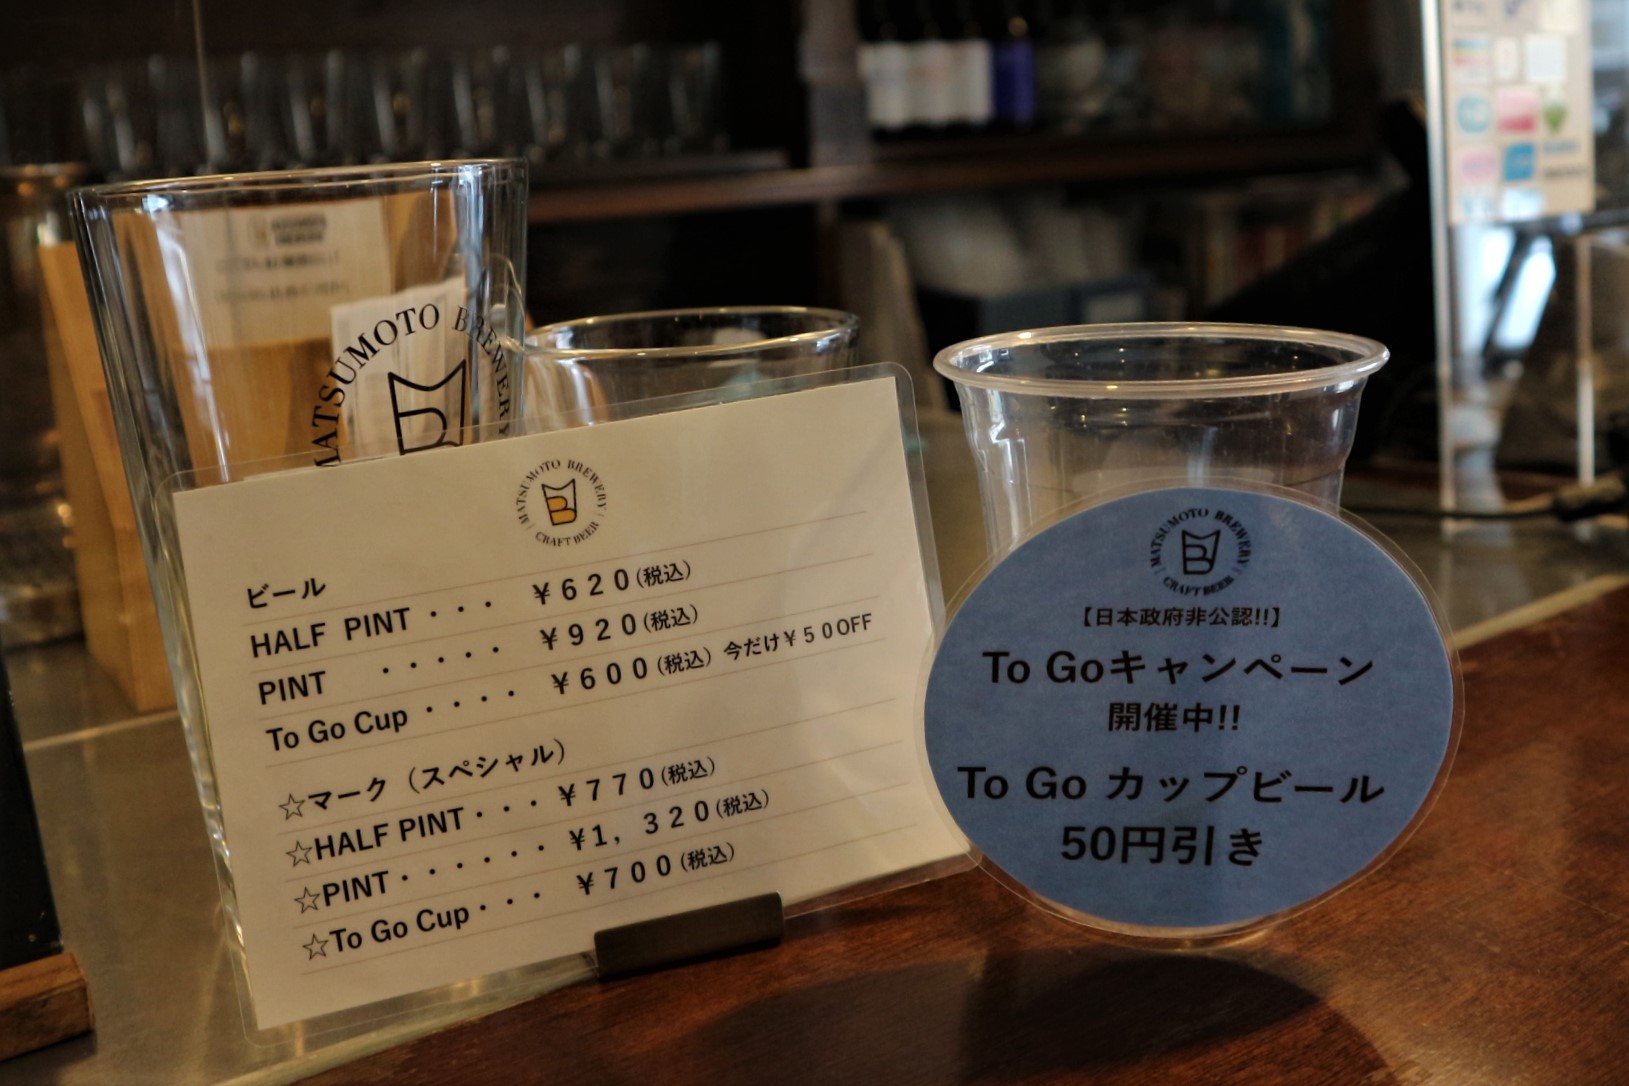 MATSUMOTO BREWERY
MATSUMOTO BREWERY
CRAFT BEER
ビール
HALF PINT・・・ ¥620(税込)
PINT ・・・・・ ¥920(税込)
To Go Cup・・・・ ¥600(税込) 今だけ¥50OFF
☆マーク（スペシャル）
☆HALF PINT・・・¥770(税込)
☆PINT・・・・・・ ¥1,320(税込)
☆To Go Cup・・・ ¥700(税込)
MATSUMOTO BREWERY
CRAFT BEER
【日本政府非公認!!】
To Goキャンペーン
開催中!!
To Go カップビール
50円引き